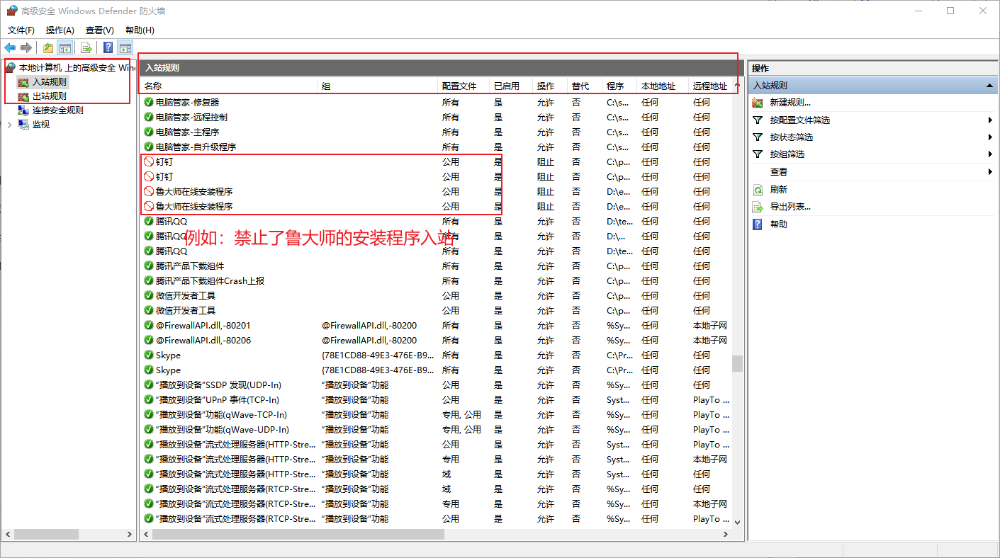 高级安全 Windows Defender 防火墙
文件(F) 操作(A) 查看(V) 帮助(H)
本地计算机 上的高级安全 Win
入站规则
出站规则
连接安全规则
监视
入站规则
名称 组 配置文件 已启用 操作 替代 程序 本地地址 远程地址
电脑管家-修复器 所有 是 允许 否 C:\s... 任何 任何
电脑管家-远程控制 所有 是 允许 否 C:\s... 任何 任何
电脑管家-主程序 所有 是 允许 否 C:\s... 任何 任何
电脑管家-自升级程序 所有 是 允许 否 C:\s... 任何 任何
钉钉 公用 是 阻止 否 C:\p... 任何 任何
钉钉 公用 是 阻止 否 C:\p... 任何 任何
鲁大师在线安装程序 公用 是 阻止 否 D:\e... 任何 任何
鲁大师在线安装程序 公用 是 阻止 否 D:\e... 任何 任何
腾讯QQ 所有 是 允许 否 D:\te... 任何 任何
腾讯QQ 所有 是 允许 否 D:\... 任何 任何
例如：禁止了鲁大师的安装程序入站
腾讯QQ 所有 是 允许 否 D:\te... 任何 任何
腾讯产品下载组件 所有 是 允许 否 C:\p... 任何 任何
腾讯产品下载组件Crash上报 所有 是 允许 否 C:\p... 任何 任何
微信开发者工具 公用 是 允许 否 C:\p... 任何 任何
微信开发者工具 公用 是 允许 否 C:\p... 任何 任何
@FirewallAPI.dll,-80201 @FirewallAPI.dll,-80200 所有 是 允许 否 %Sy... 任何 本地子网
@FirewallAPI.dll,-80206 @FirewallAPI.dll,-80200 所有 是 允许 否 %Sy... 任何 本地子网
Skype {78E1CD88-49E3-476E-B9... 所有 是 允许 否 C:\Pr... 任何 任何
Skype {78E1CD88-49E3-476E-B9... 所有 是 允许 否 C:\Pr... 任何 任何
"播放到设备"SSDP 发现(UDP-In) "播放到设备"功能 公用 是 允许 否 %Sy... 任何 任何
"播放到设备"UPnP 事件(TCP-In) "播放到设备"功能 公用 是 允许 否 Syst... 任何 PlayTo ...
"播放到设备"功能(qWave-TCP-In) "播放到设备"功能 专用, 公用 是 允许 否 %Sy... 任何 PlayTo ...
"播放到设备"功能(qWave-UDP-In) "播放到设备"功能 专用, 公用 是 允许 否 %Sy... 任何 PlayTo ...
"播放到设备"流式处理服务器(HTTP-Stre... "播放到设备"功能 公用 是 允许 否 Syst... 任何 PlayTo ...
"播放到设备"流式处理服务器(HTTP-Stre... "播放到设备"功能 专用 是 允许 否 Syst... 任何 本地子网
"播放到设备"流式处理服务器(HTTP-Stre... "播放到设备"功能 域 是 允许 否 Syst... 任何 任何
"播放到设备"流式处理服务器(RTCP-Stre... "播放到设备"功能 域 是 允许 否 %Sy... 任何 任何
"播放到设备"流式处理服务器(RTCP-Stre... "播放到设备"功能 专用 是 允许 否 %Sy... 任何 本地子网
"播放到设备"流式处理服务器(RTCP-Stre... "播放到设备"功能 公用 是 允许 否 %Sy... 任何 PlayTo ...
操作
入站规则
新建规则...
按配置文件筛选
按状态筛选
按组筛选
查看
刷新
导出列表...
帮助